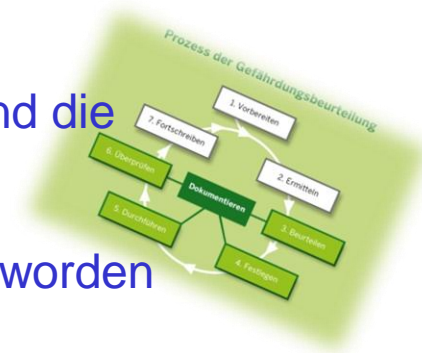 nd die
worden
Prozess der Gefährdungsbeurteilung
1. Vorbereiten
2. Ermitteln
3. Beurteilen
4. Festlegen
5. Durchführen
6. Überprüfen
7. Fortschreiben
Dokumentieren